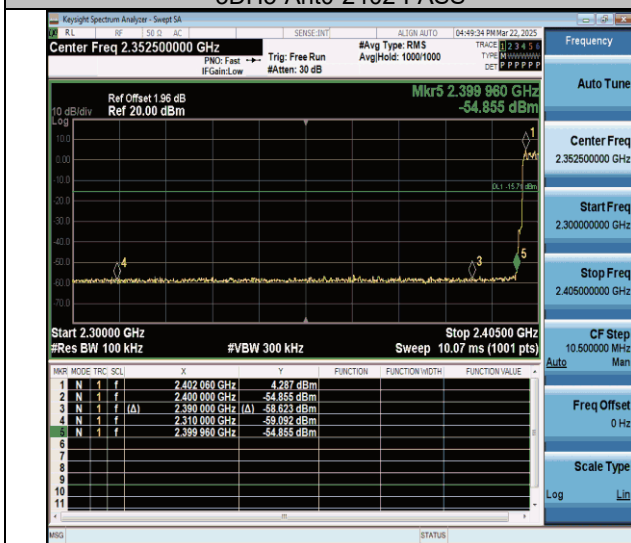 Keysight Spectrum Analyzer - Swept SA
RL RF 50 Ω AC SENSE:INT ALIGN AUTO 04:49:34 PM Mar 22, 2025
Center Freq 2.352500000 GHz #Avg Type: RMS TRACE 1 2 3 4 5 6
PNO: Fast Trig: Free Run Avg|Hold: 1000/1000 TYPE M W W W W W
IFGain:Low #Atten: 30 dB DET P P P P P P
Frequency
Auto Tune
Ref Offset 1.96 dB Mkr5 2.399 960 GHz
10 dB/div Ref 20.00 dBm -54.855 dBm
Log
10.0
0.00
-10.0
-20.0
-30.0
-40.0
-50.0
-60.0
-70.0
1
DL1 -15.71 dBm
4
3
5
Start 2.30000 GHz Stop 2.40500 GHz
#Res BW 100 kHz #VBW 300 kHz Sweep 10.07 ms (1001 pts)
MKR MODE TRC SCL X Y FUNCTION FUNCTION WIDTH FUNCTION VALUE
1 N 1 f 2.402 060 GHz 4.287 dBm
2 N 1 f 2.400 000 GHz -54.855 dBm
3 N 1 f (Δ) 2.390 000 GHz (Δ) -58.623 dBm
4 N 1 f 2.310 000 GHz -59.092 dBm
5 N 1 f 2.399 960 GHz -54.855 dBm
6
7
8
9
10
11
Center Freq
2.352500000 GHz
Start Freq
2.300000000 GHz
Stop Freq
2.405000000 GHz
CF Step
10.500000 MHz
Auto Man
Freq Offset
0 Hz
Scale Type
Log Lin
MSG STATUS